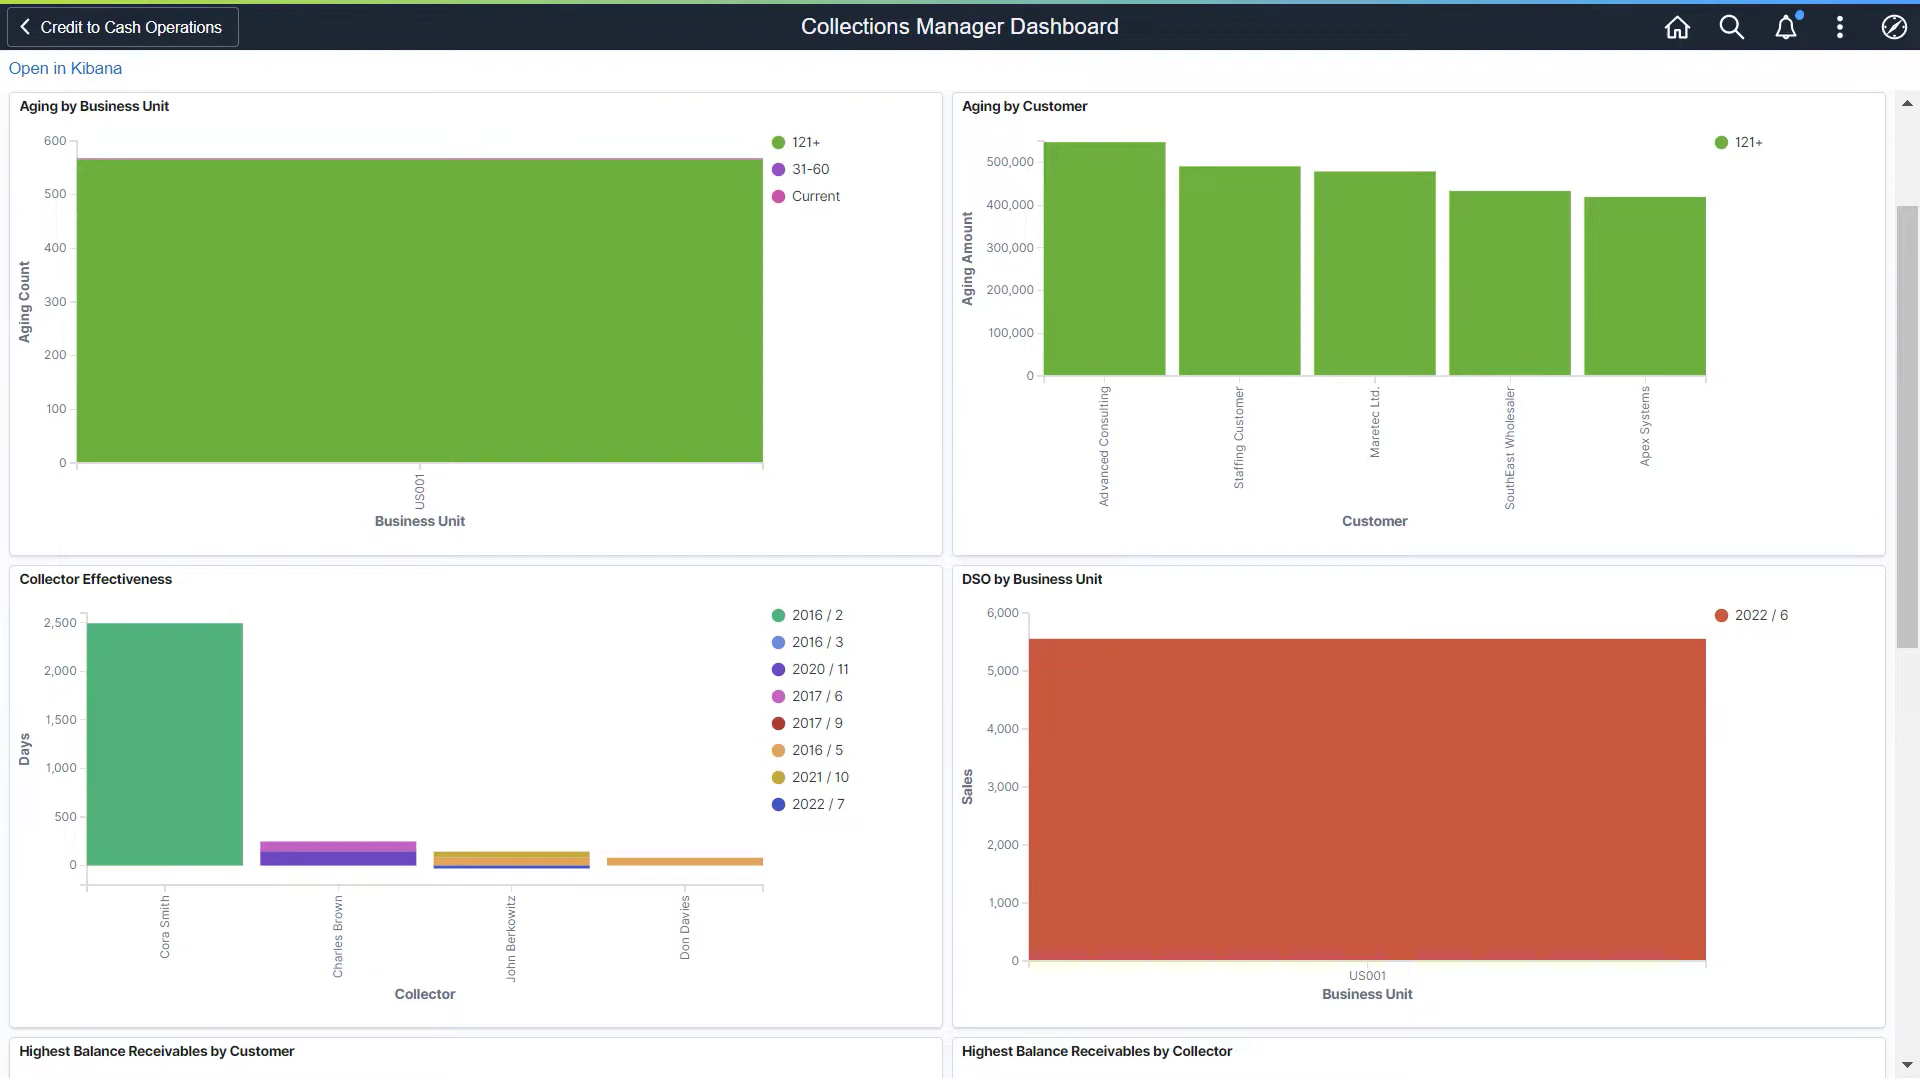 Credit to Cash Operations
Collections Manager Dashboard
Open in Kibana
Aging by Business Unit
600
500
400
300
200
100
0
Aging Count
US001
Business Unit
121+
31-60
Current
Aging by Customer
500,000
400,000
300,000
200,000
100,000
0
Aging Amount
Advanced Consulting
Staffing Customer
Maretec Ltd.
SouthEast Wholesaler
Apex Systems
Customer
121+
Collector Effectiveness
2,500
2,000
1,500
1,000
500
0
Days
Cora Smith
Charles Brown
John Berkowitz
Don Davies
Collector
2016 / 2
2016 / 3
2020 / 11
2017 / 6
2017 / 9
2016 / 5
2021 / 10
2022 / 7
DSO by Business Unit
6,000
5,000
4,000
3,000
2,000
1,000
0
Sales
US001
Business Unit
2022 / 6
Highest Balance Receivables by Customer
Highest Balance Receivables by Collector